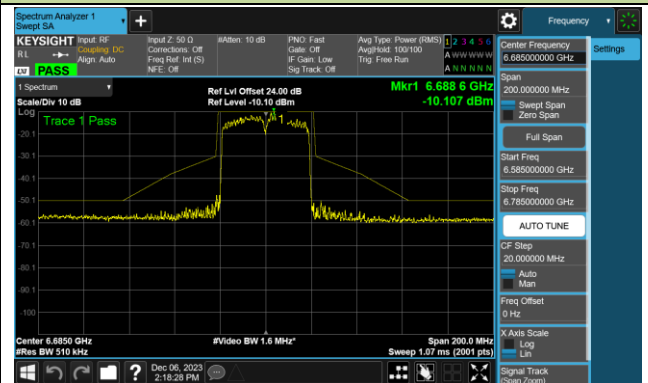 Spectrum Analyzer 1
Swept SA
Frequency
KEYSIGHT
Input: RF
Coupling: DC
Align: Auto
Input Z: 50 Ω
Corrections: Off
Freq Ref: Int (S)
NFE: Off
#Atten: 10 dB
PNO: Fast
Gate: Off
IF Gain: Low
Sig Track: Off
Avg Type: Power (RMS)
Avg|Hold: 100/100
Trig: Free Run
1 2 3 4 5 6
A W W W W W
A N N N N N
RL
LXI
PASS
1 Spectrum
Scale/Div 10 dB
Ref Lvl Offset 24.00 dB
Ref Level -10.10 dBm
Mkr1 6.688 6 GHz
-10.107 dBm
Log
Trace 1 Pass
1
-20.1
-30.1
-40.1
-50.1
-60.1
-70.1
-80.1
-90.1
-100
Center 6.6850 GHz
#Res BW 510 kHz
#Video BW 1.6 MHz*
Span 200.0 MHz
Sweep 1.07 ms (2001 pts)
Dec 06, 2023
2:18:28 PM
?
Settings
Center Frequency
6.685000000 GHz
Span
200.000000 MHz
Swept Span
Zero Span
Full Span
Start Freq
6.585000000 GHz
Stop Freq
6.785000000 GHz
AUTO TUNE
CF Step
20.000000 MHz
Auto
Man
Freq Offset
0 Hz
X Axis Scale
Log
Lin
Signal Track
(Span Zoom)